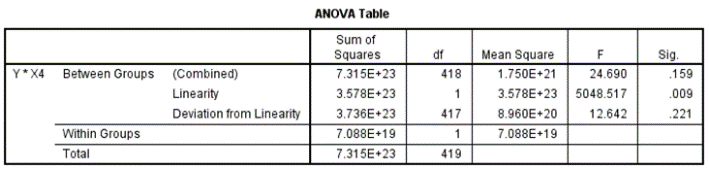 ANOVA Table
Sum of Squares df Mean Square F Sig.
Y * X4 Between Groups (Combined) 7.315E+23 418 1.750E+21 24.690 .159
Linearity 3.578E+23 1 3.578E+23 5048.517 .009
Deviation from Linearity 3.736E+23 417 8.960E+20 12.642 .221
Within Groups 7.088E+19 1 7.088E+19
Total 7.315E+23 419